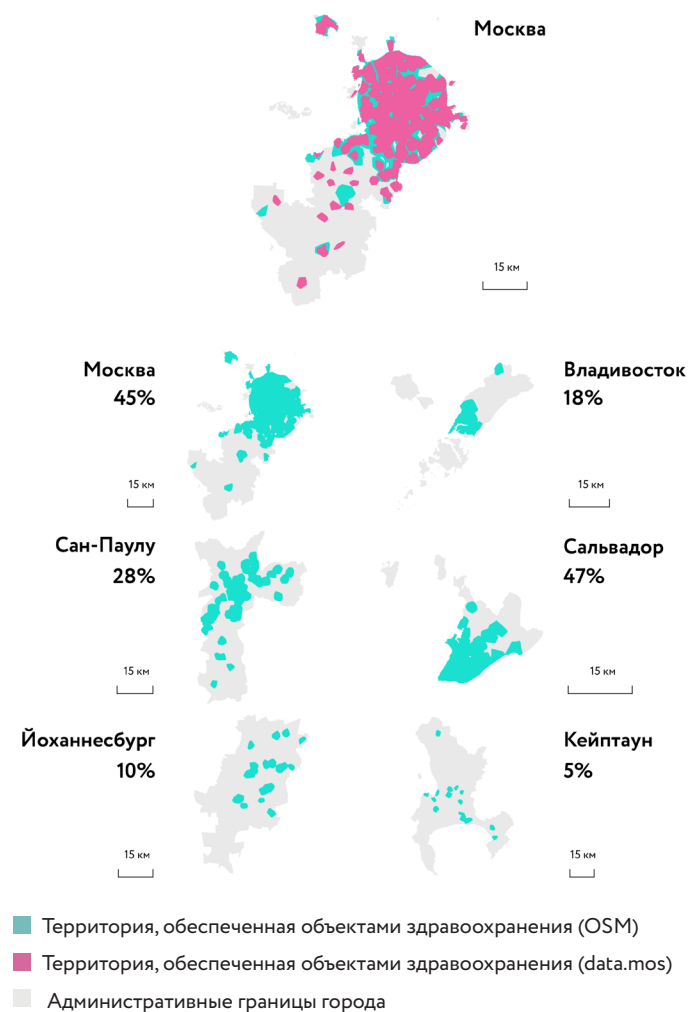 Москва
15 км
Москва
45%
15 км
Владивосток
18%
15 км
Сан-Паулу
28%
15 км
Сальвадор
47%
15 км
Йоханнесбург
10%
15 км
Кейптаун
5%
15 км
Территория, обеспеченная объектами здравоохранения (OSM)
Территория, обеспеченная объектами здравоохранения (data.mos)
Административные границы города